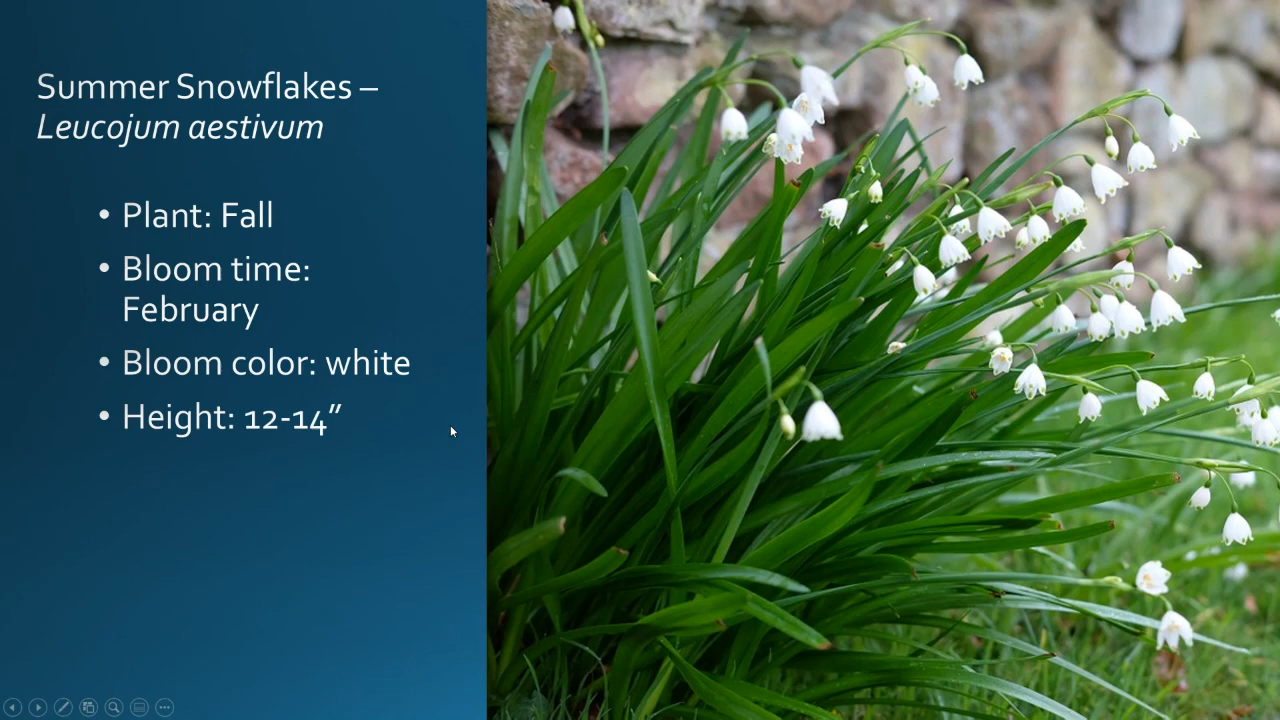 Summer Snowflakes –
Leucojum aestivum
• Plant: Fall
• Bloom time:
February
• Bloom color: white
• Height: 12-14”